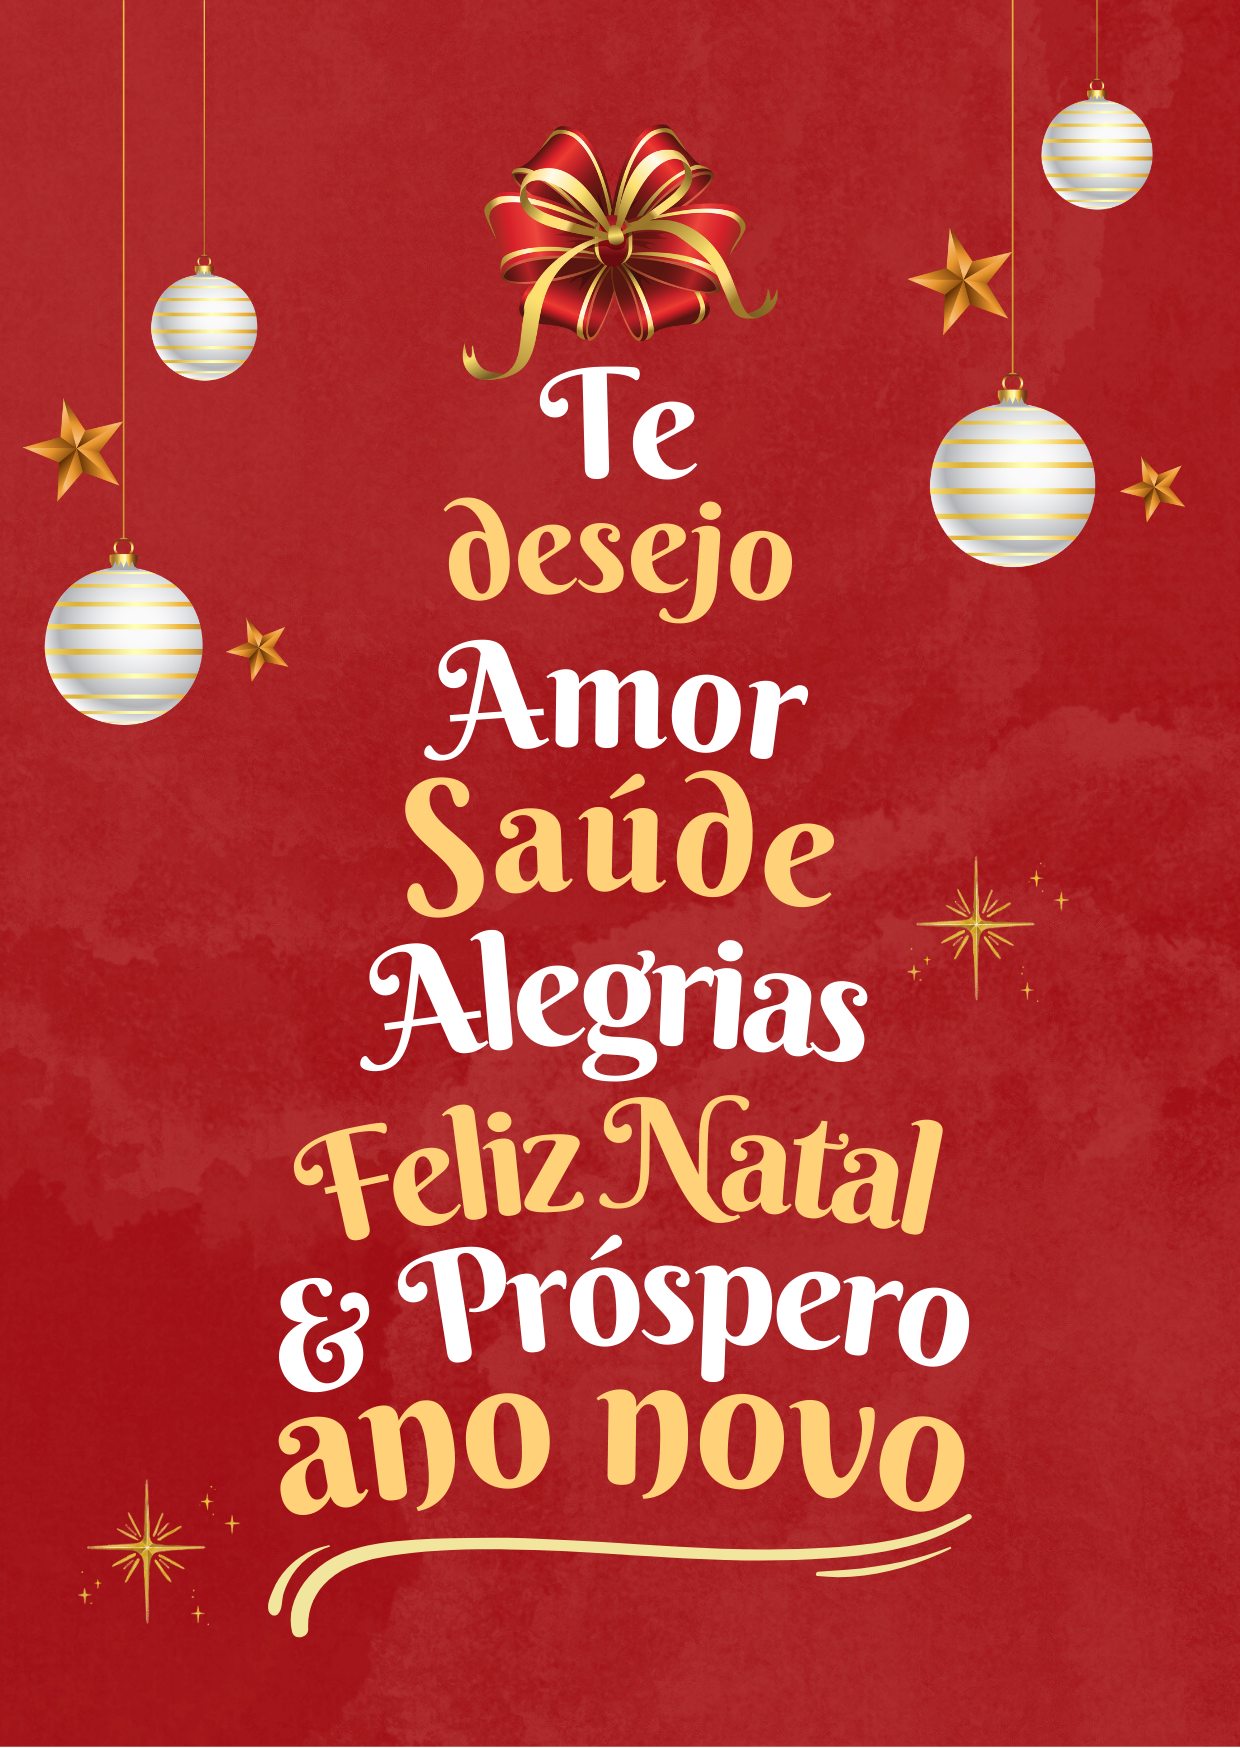 Te
desejo
Amor
Saúde
Alegrias
Feliz Natal
& Próspero
ano novo